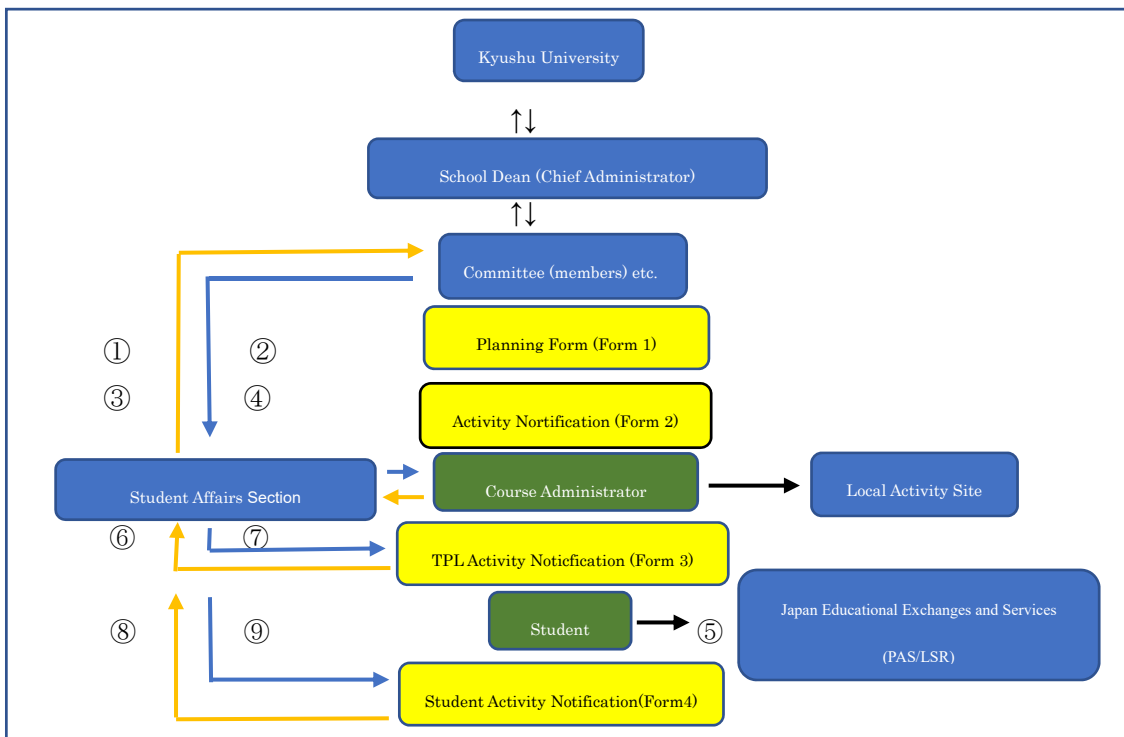 Kyushu University
↑↓
School Dean (Chief Administrator)
↑↓
Committee (members) etc.
Planning Form (Form 1)
① ②
③ ④
Activity Nortification (Form 2)
Student Affairs Section
Course Administrator
Local Activity Site
⑥ ⑦
TPL Activity Noticfication (Form 3)
Japan Educational Exchanges and Services
(PAS/LSR)
Student
⑤
⑧ ⑨
Student Activity Notification(Form4)